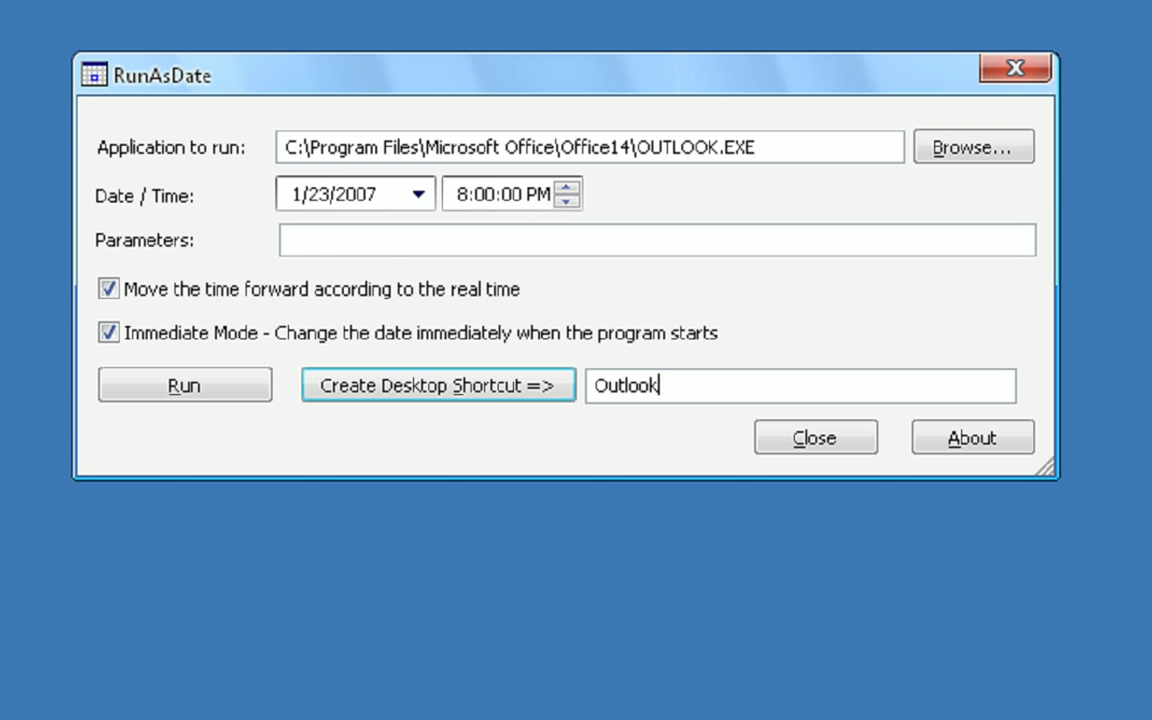 RunAsDate
Application to run: C:\Program Files\Microsoft Office\Office14\OUTLOOK.EXE Browse...
Date / Time: 1/23/2007 8:00:00 PM
Parameters:
Move the time forward according to the real time
Immediate Mode - Change the date immediately when the program starts
Run Create Desktop Shortcut => Outlook
Close About